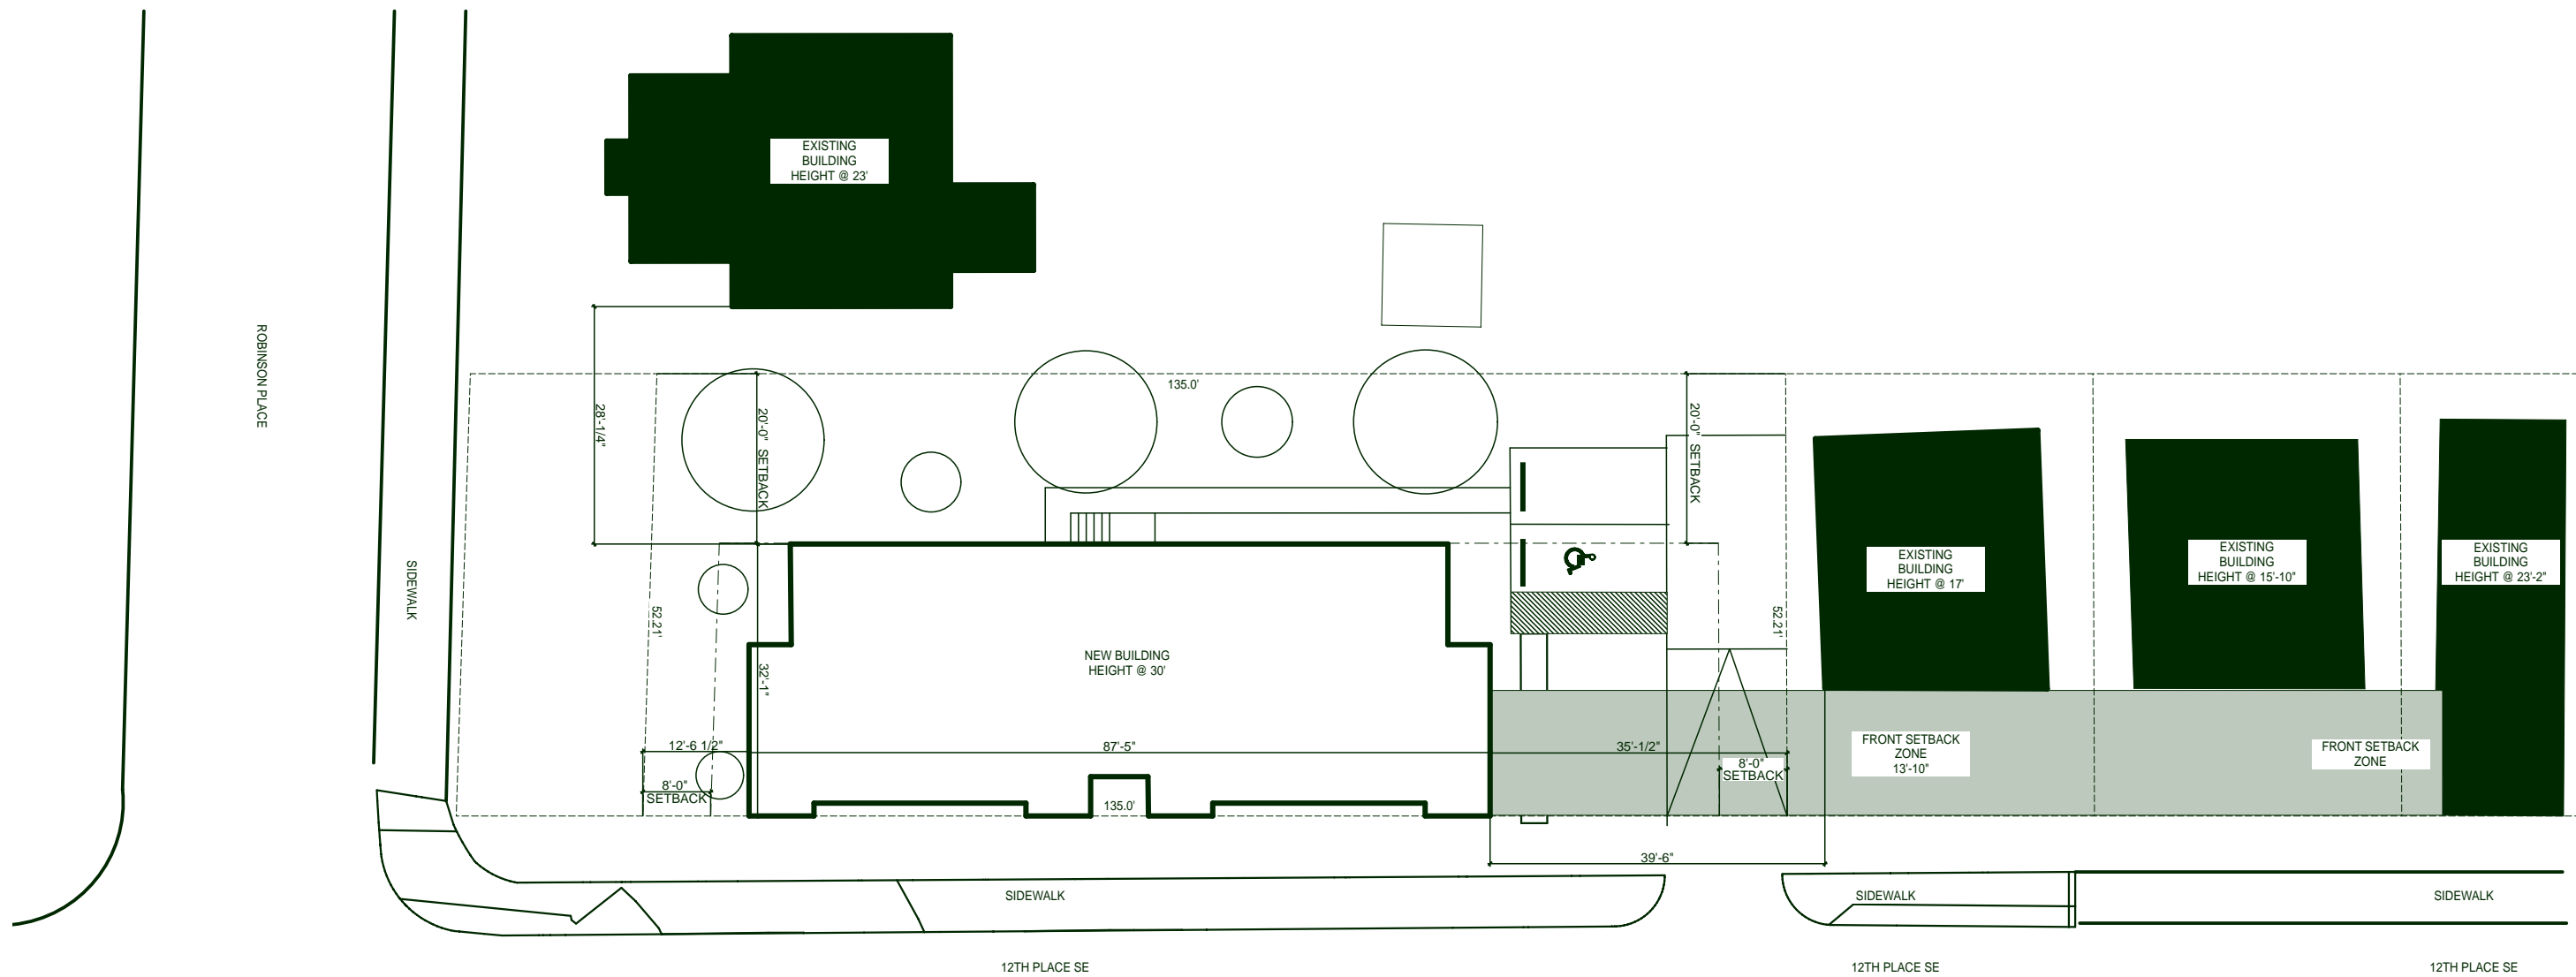 EXISTING
BUILDING
HEIGHT @ 23'
ROBINSON PLACE
SIDEWALK
28'-1/4"
20'-0" SETBACK
135.0'
20'-0" SETBACK
52.21'
52.21'
32'-1"
NEW BUILDING
HEIGHT @ 30'
EXISTING
BUILDING
HEIGHT @ 17'
EXISTING
BUILDING
HEIGHT @ 15'-10"
EXISTING
BUILDING
HEIGHT @ 23'-2"
12'-6 1/2"
87'-5"
35'-1/2"
8'-0"
SETBACK
8'-0"
SETBACK
FRONT SETBACK
ZONE
13'-10"
FRONT SETBACK
ZONE
135.0'
39'-6"
SIDEWALK
SIDEWALK
SIDEWALK
12TH PLACE SE
12TH PLACE SE
12TH PLACE SE